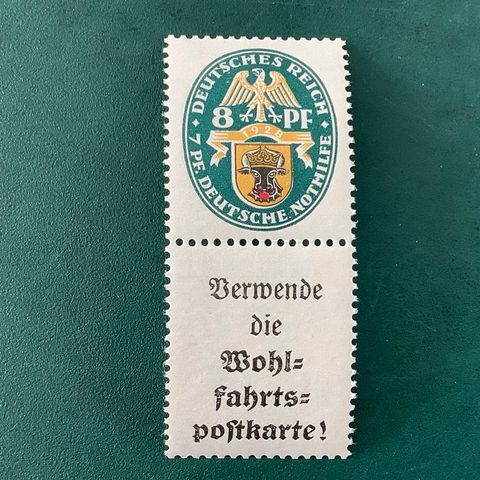 DEUTSCHES REICH
8 PF
1928
7 PF. DEUTSCHE NOTHILFE
Verwende
die
Wohl=
fahrts=
postkarte!